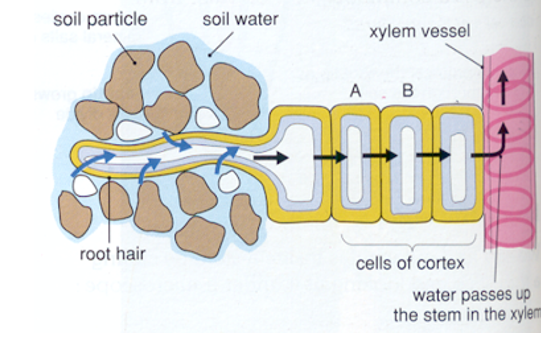 soil particle
soil water
xylem vessel
A
B
root hair
cells of cortex
water passes up
the stem in the xylem